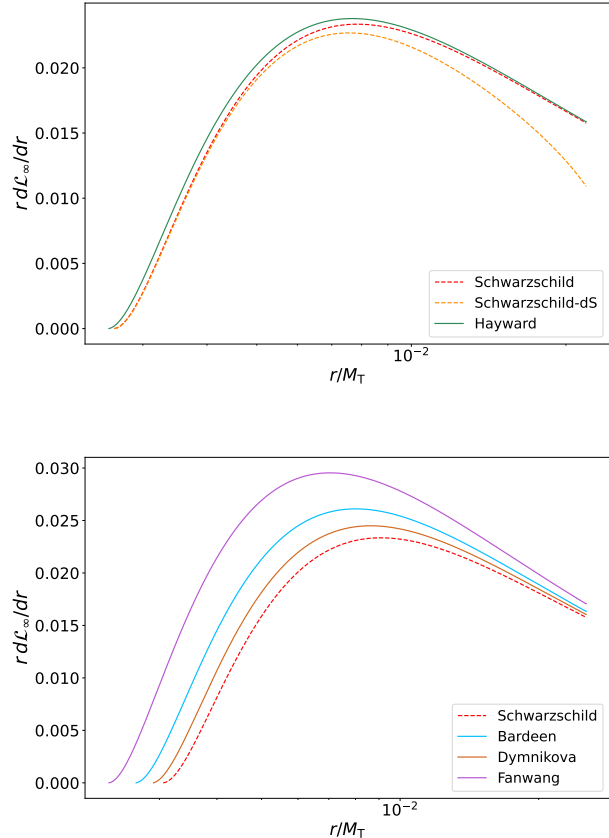 0.020
0.015
0.010
0.005
0.000
r dℒ∞/dr
Schwarzschild
Schwarzschild-dS
Hayward
10⁻²
r/M_T
0.030
0.025
0.020
0.015
0.010
0.005
0.000
r dℒ∞/dr
Schwarzschild
Bardeen
Dymnikova
Fanwang
10⁻²
r/M_T